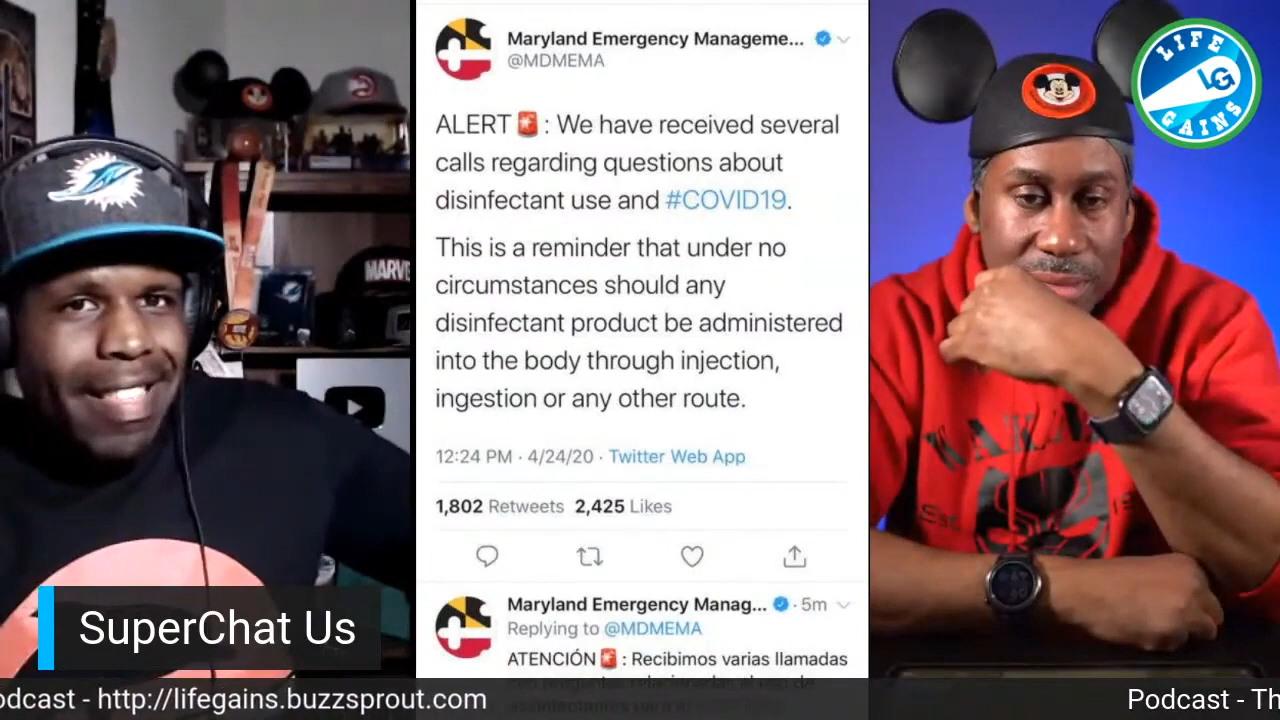 Maryland Emergency Manageme...
@MDMEMA
ALERT🚨: We have received several
calls regarding questions about
disinfectant use and #COVID19.
This is a reminder that under no
circumstances should any
disinfectant product be administered
into the body through injection,
ingestion or any other route.
12:24 PM · 4/24/20 · Twitter Web App
1,802 Retweets 2,425 Likes
Maryland Emergency Manag... · 5m
Replying to @MDMEMA
ATENCIÓN🚨: Recibimos varias llamadas
LIFE
LG
GAINS
MARVE
SuperChat Us
odcast - http://lifegains.buzzsprout.com
Podcast - Th